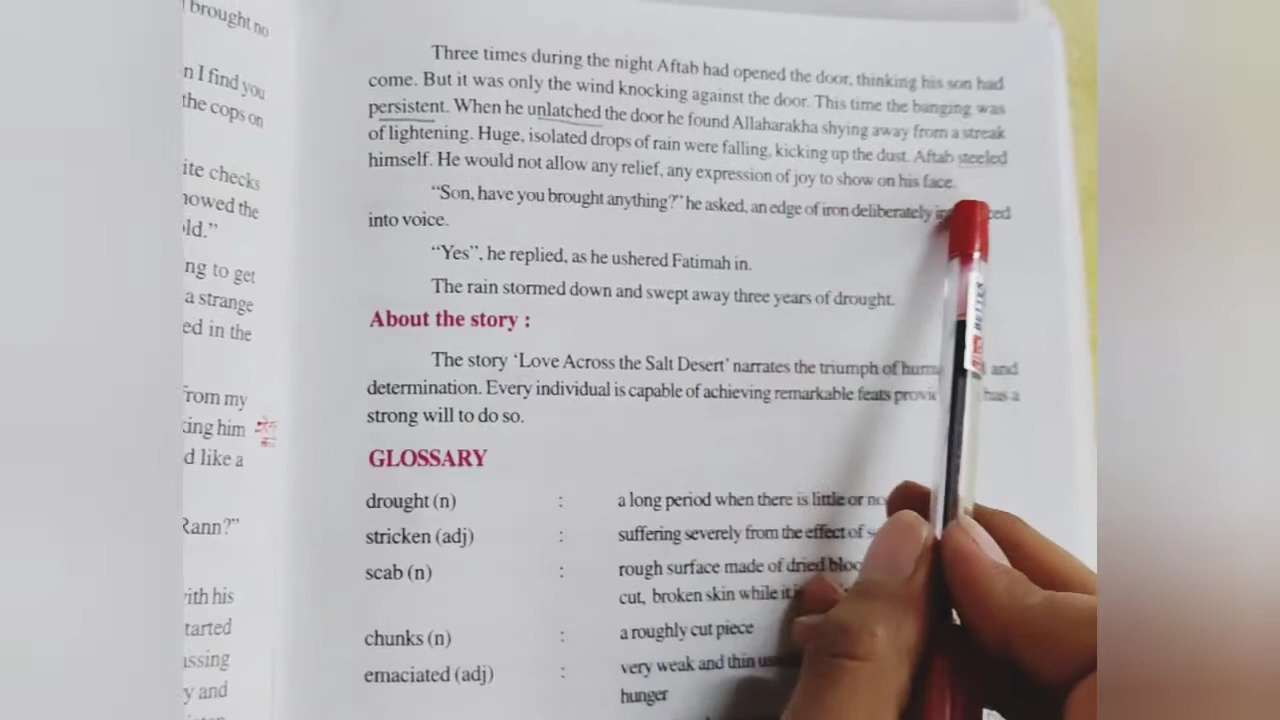 brought no
n I find you
the cops on
ite checks
nowed the
old."
ng to get
a strange
ed in the
from my
king him
d like a
Rann?"
with his
tarted
assing
y and
Three times during the night Aftab had opened the door, thinking his son had
come. But it was only the wind knocking against the door. This time the banging was
persistent. When he unlatched the door he found Allaharakha shying away from a streak
of lightening. Huge, isolated drops of rain were falling, kicking up the dust. Aftab steeled
himself. He would not allow any relief, any expression of joy to show on his face.
"Son, have you brought anything?" he asked, an edge of iron deliberately
into voice.
"Yes", he replied, as he ushered Fatimah in.
The rain stormed down and swept away three years of drought.
About the story :
The story 'Love Across the Salt Desert' narrates the triumph of and
determination. Every individual is capable of achieving remarkable feats has a
strong will to do so.
GLOSSARY
drought (n) : a long period when there is little or
stricken (adj) : suffering severely from the effect of
scab (n) : rough surface made of dried
cut, broken skin while it
chunks (n) : a roughly cut piece
emaciated (adj) : very weak and thin
hunger